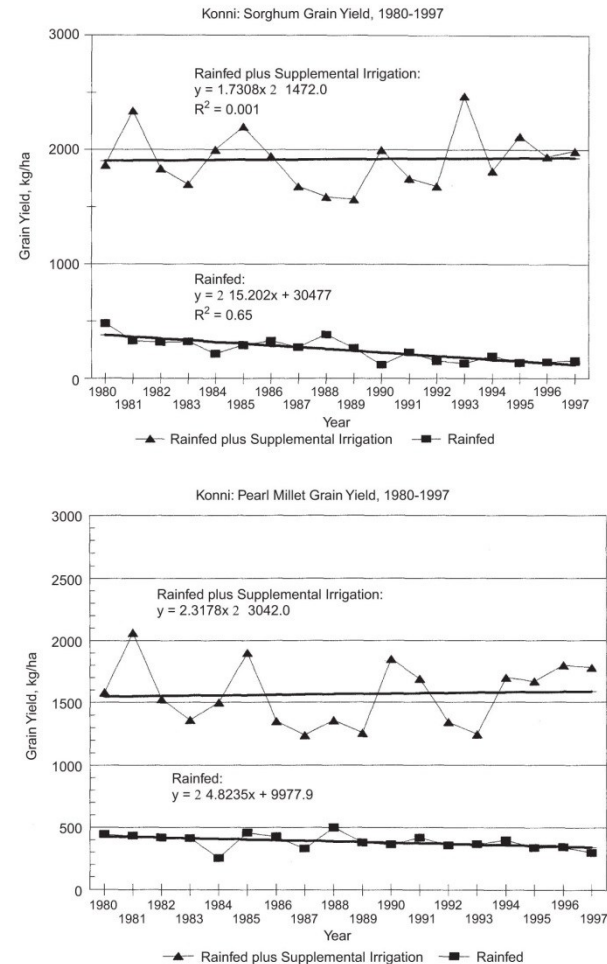 Konni: Sorghum Grain Yield, 1980-1997
3000
Rainfed plus Supplemental Irrigation:
y = 1.7308x 2 1472.0
R² = 0.001
2000
Grain Yield, kg/ha
1000
Rainfed:
y = 2 15.202x + 30477
R² = 0.65
0
1980 1982 1984 1986 1988 1990 1992 1994 1996
1981 1983 1985 1987 1989 1991 1993 1995 1997
Year
Rainfed plus Supplemental Irrigation Rainfed
Konni: Pearl Millet Grain Yield, 1980-1997
3000
2500
Rainfed plus Supplemental Irrigation:
y = 2.3178x 2 3042.0
2000
1500
Grain Yield, kg/ha
1000
Rainfed:
y = 2 4.8235x + 9977.9
500
0
1980 1982 1984 1986 1988 1990 1992 1994 1996
1981 1983 1985 1987 1989 1991 1993 1995 1997
Year
Rainfed plus Supplemental Irrigation Rainfed